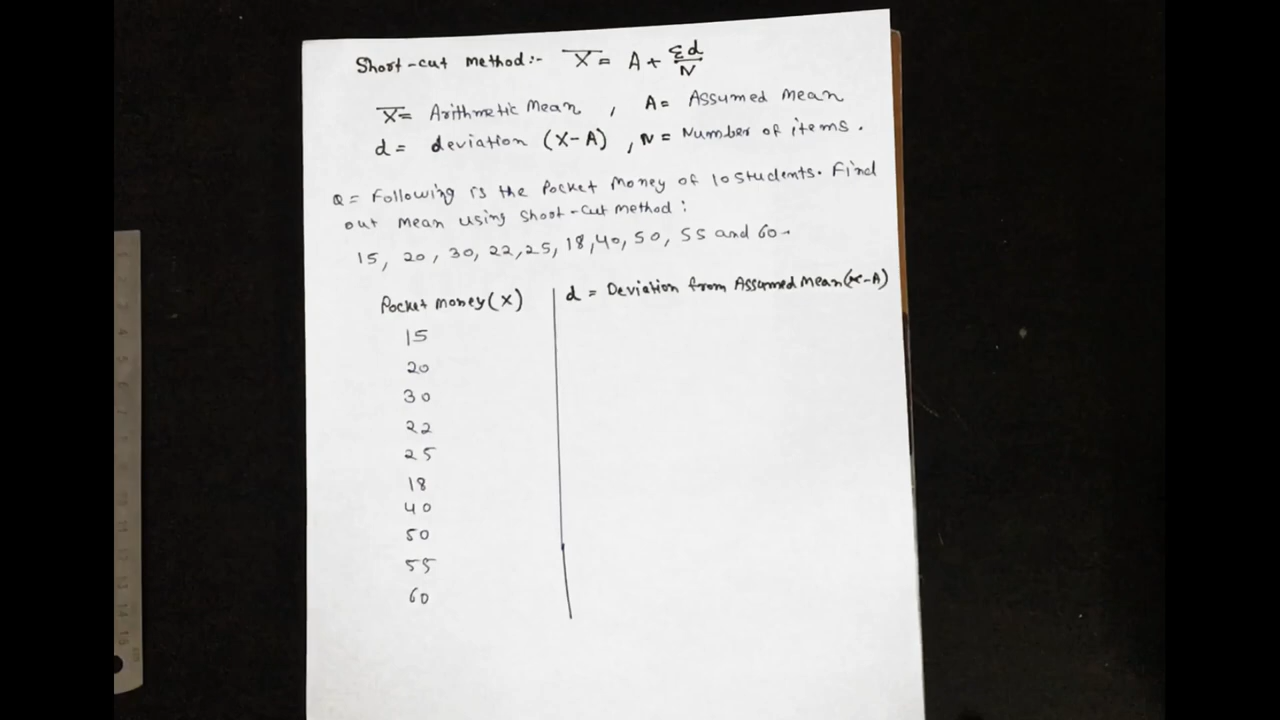 Short-cut method:- X̅ = A + Σd/N
X̅ = Arithmetic Mean , A = Assumed Mean
d = deviation (X-A) , N = Number of items .
Q = Following is the Pocket Money of 10 Students. Find
out mean using Short-Cut Method :
15, 20, 30, 22, 25, 18, 40, 50, 55 and 60.
Pocket Money (X) d = Deviation from Assumed Mean (x-A)
15
20
30
22
25
18
40
50
55
60